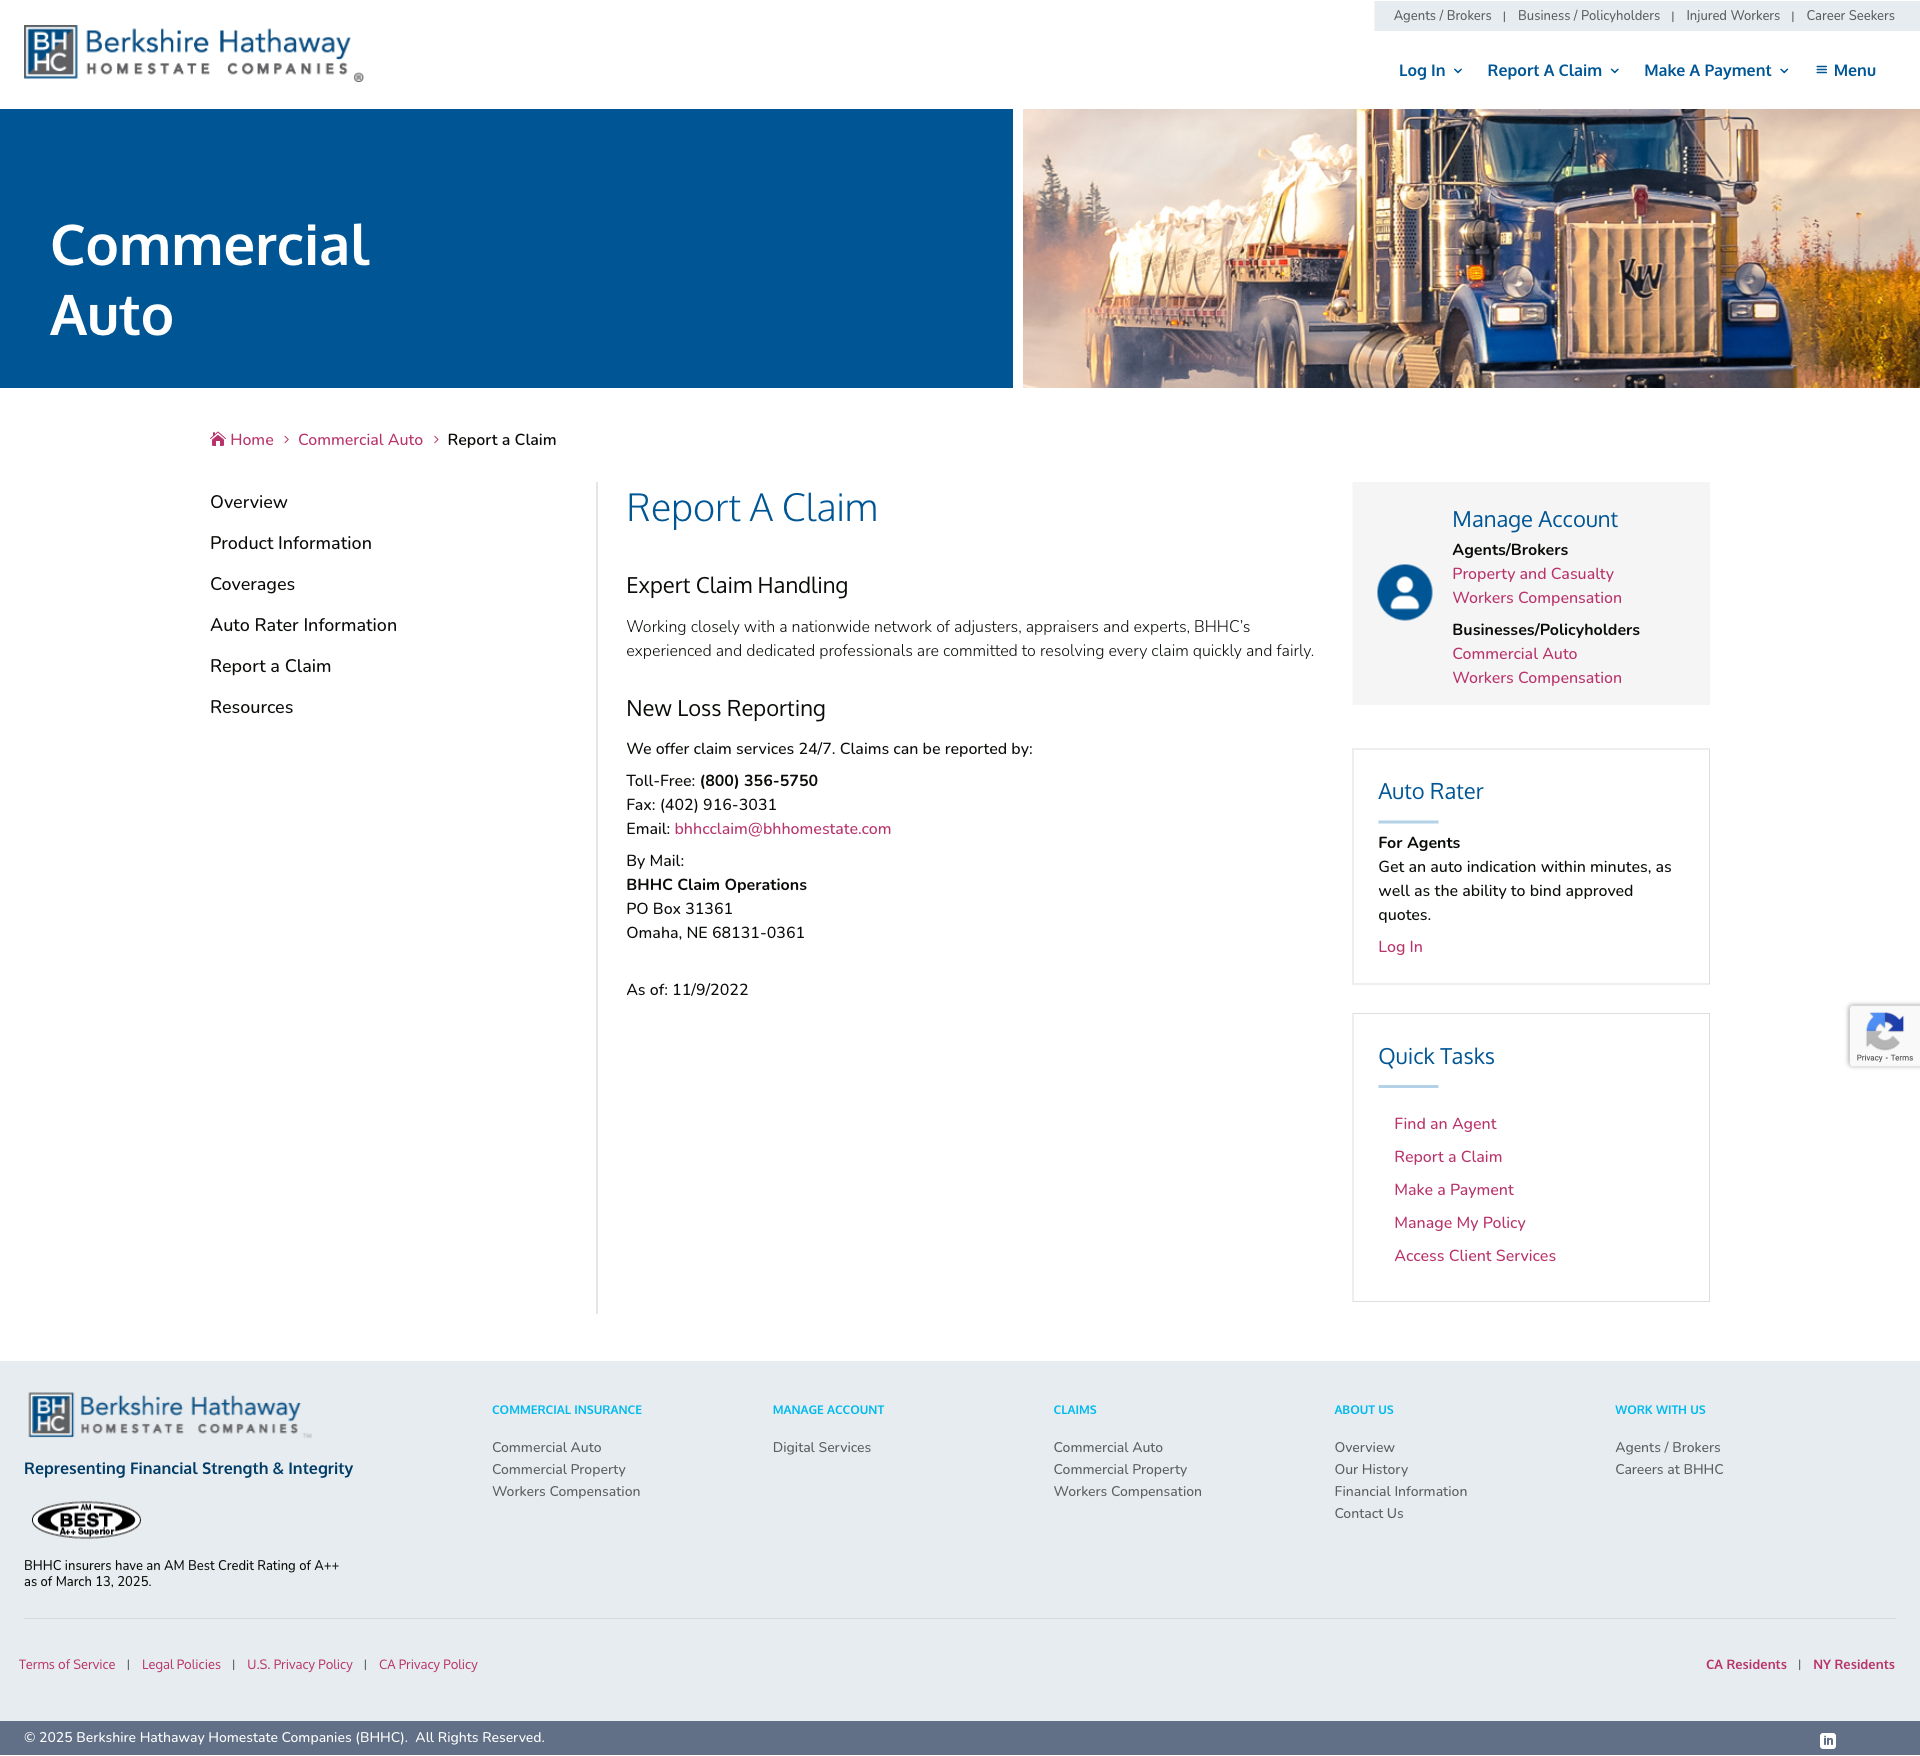 Agents / Brokers | Business / Policyholders | Injured Workers | Career Seekers
BH
HC
Berkshire Hathaway
HOMESTATE COMPANIES®
Log In
Report A Claim
Make A Payment
Menu
Commercial
Auto
KW
Home > Commercial Auto > Report a Claim
Overview
Product Information
Coverages
Auto Rater Information
Report a Claim
Resources
Report A Claim
Expert Claim Handling
Working closely with a nationwide network of adjusters, appraisers and experts, BHHC’s
experienced and dedicated professionals are committed to resolving every claim quickly and fairly.
New Loss Reporting
We offer claim services 24/7. Claims can be reported by:
Toll-Free: (800) 356-5750
Fax: (402) 916-3031
Email: bhhcclaim@bhhomestate.com
By Mail:
BHHC Claim Operations
PO Box 31361
Omaha, NE 68131-0361
As of: 11/9/2022
Manage Account
Agents/Brokers
Property and Casualty
Workers Compensation
Businesses/Policyholders
Commercial Auto
Workers Compensation
Auto Rater
For Agents
Get an auto indication within minutes, as
well as the ability to bind approved
quotes.
Log In
Quick Tasks
Find an Agent
Report a Claim
Make a Payment
Manage My Policy
Access Client Services
Privacy - Terms
BH
HC
Berkshire Hathaway
HOMESTATE COMPANIES™
Representing Financial Strength & Integrity
AM
BEST
A++ Superior
BHHC insurers have an AM Best Credit Rating of A++
as of March 13, 2025.
COMMERCIAL INSURANCE
Commercial Auto
Commercial Property
Workers Compensation
MANAGE ACCOUNT
Digital Services
CLAIMS
Commercial Auto
Commercial Property
Workers Compensation
ABOUT US
Overview
Our History
Financial Information
Contact Us
WORK WITH US
Agents / Brokers
Careers at BHHC
Terms of Service | Legal Policies | U.S. Privacy Policy | CA Privacy Policy
CA Residents | NY Residents
© 2025 Berkshire Hathaway Homestate Companies (BHHC). All Rights Reserved.
in